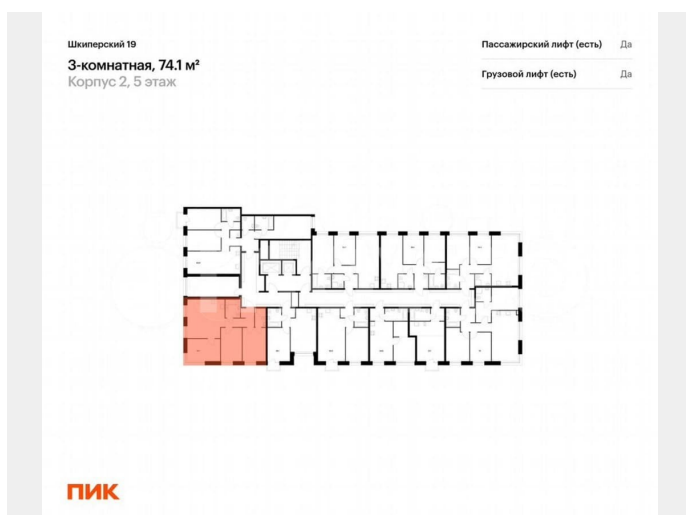 Шкиперский 19
3-комнатная, 74.1 м²
Корпус 2, 5 этаж
Пассажирский лифт (есть) Да
Грузовой лифт (есть) Да
ПИК